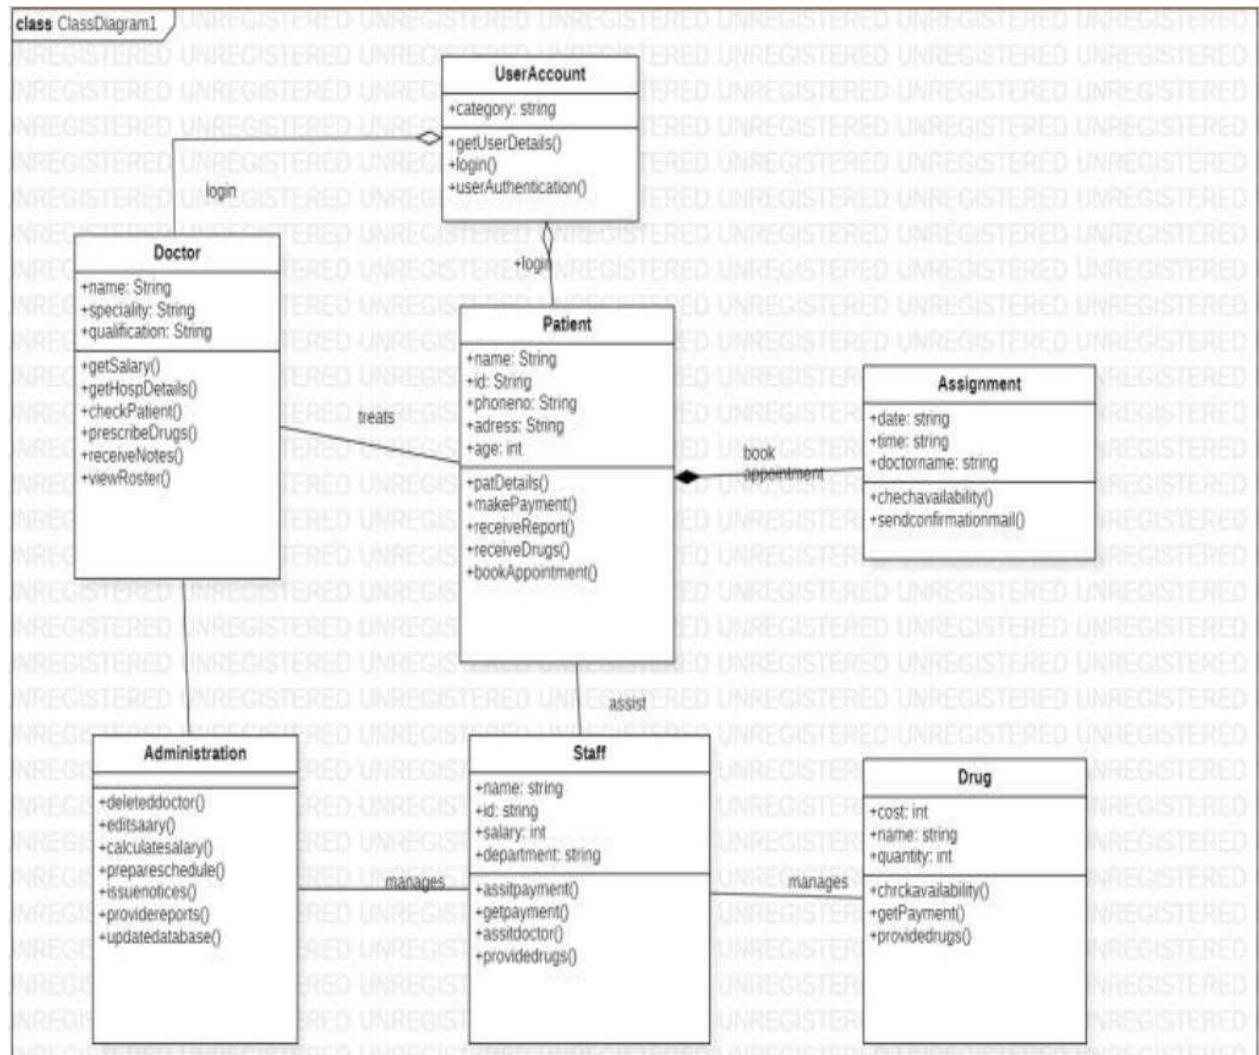 class ClassDiagram1
UserAccount
+category: string
+getUserDetails()
+login()
+userAuthentication()
login
+login
Doctor
+name: String
+speciality: String
+qualification: String
+getSalary()
+getHospDetails()
+checkPatient()
+prescribeDrugs()
+receiveNotes()
+viewRoster()
treats
Patient
+name: String
+id: String
+phoneno: String
+adress: String
+age: int
+patDetails()
+makePayment()
+receiveReport()
+receiveDrugs()
+bookAppointment()
book
appointment
Assignment
+date: string
+time: string
+doctorname: string
+chechavailability()
+sendconfirmationmail()
assist
Administration
+deleteddoctor()
+editsaary()
+calculatesalary()
+prepareschedule()
+issuenotices()
+providereports()
+updatedatabase()
manages
Staff
+name: string
+id: string
+salary: int
+department: string
+assitpayment()
+getpayment()
+assitdoctor()
+providedrugs()
manages
Drug
+cost: int
+name: string
+quantity: int
+chrckavailability()
+getPayment()
+providedrugs()
UNREGISTERED